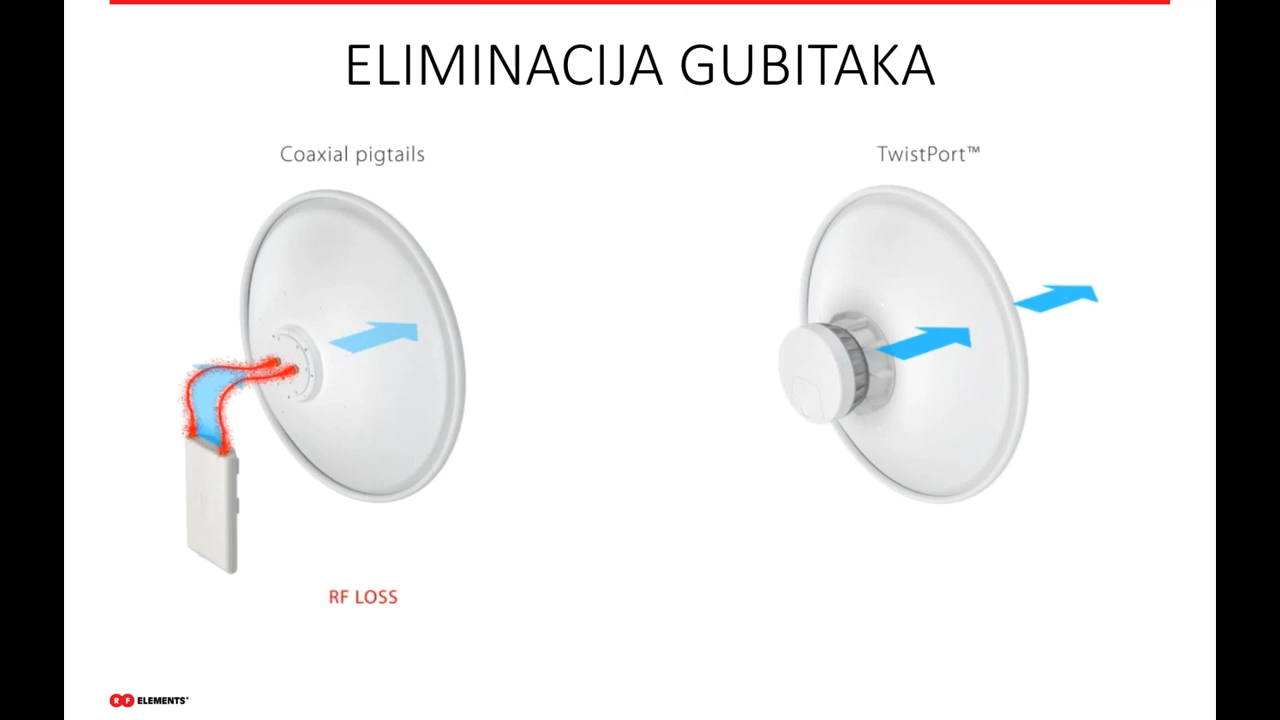 ELIMINACIJA GUBITAKA
Coaxial pigtails
TwistPort™
RF LOSS
RF ELEMENTS®